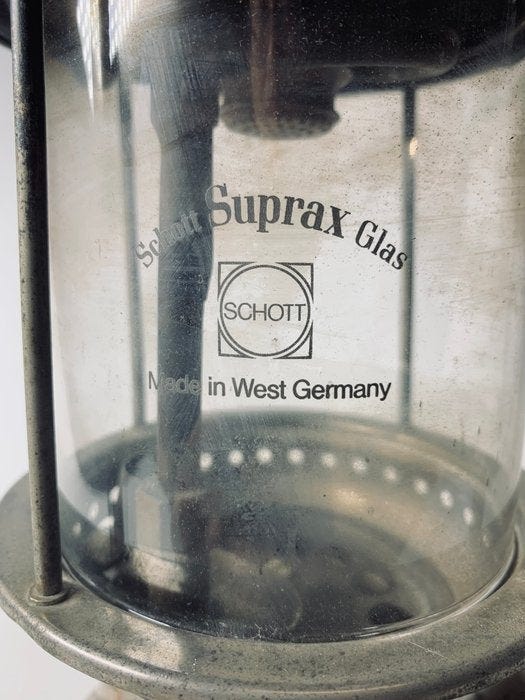 Schott Suprax Glas
SCHOTT
Made in West Germany